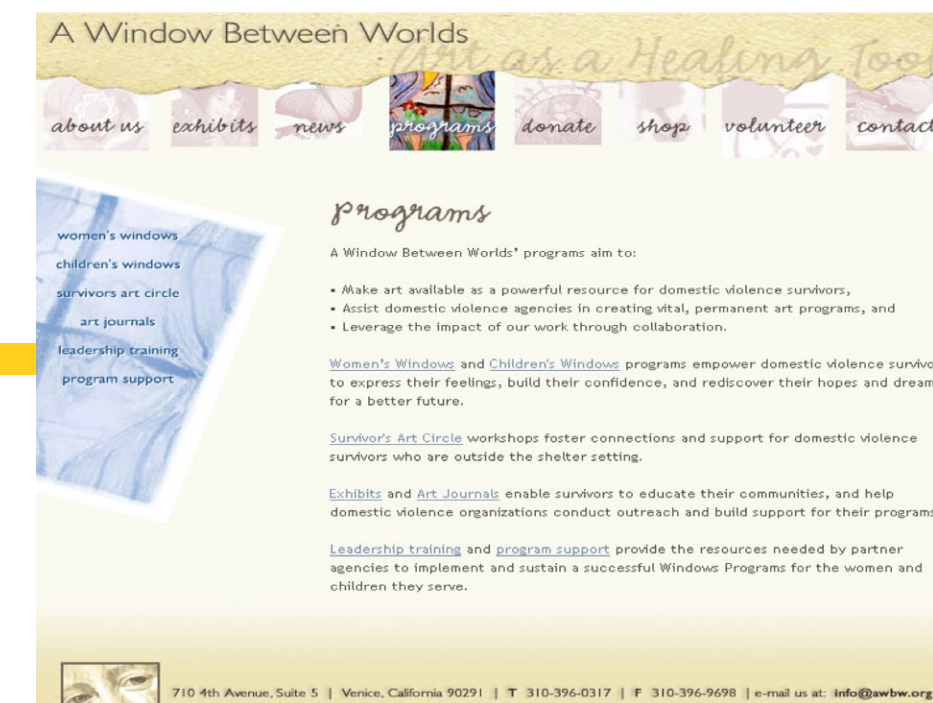 A Window Between Worlds
Art as a Healing Tool
about us exhibits news programs donate shop volunteer contact
programs
women's windows
children's windows
survivors art circle
art journals
leadership training
program support
A Window Between Worlds' programs aim to:
▪ Make art available as a powerful resource for domestic violence survivors,
▪ Assist domestic violence agencies in creating vital, permanent art programs, and
▪ Leverage the impact of our work through collaboration.
Women's Windows and Children's Windows programs empower domestic violence survivo
to express their feelings, build their confidence, and rediscover their hopes and dream
for a better future.
Survivor's Art Circle workshops foster connections and support for domestic violence
survivors who are outside the shelter setting.
Exhibits and Art Journals enable survivors to educate their communities, and help
domestic violence organizations conduct outreach and build support for their programs
Leadership training and program support provide the resources needed by partner
agencies to implement and sustain a successful Windows Programs for the women and
children they serve.
710 4th Avenue, Suite 5 | Venice, California 90291 | T 310-396-0317 | F 310-396-9698 | e-mail us at: info@awbw.org